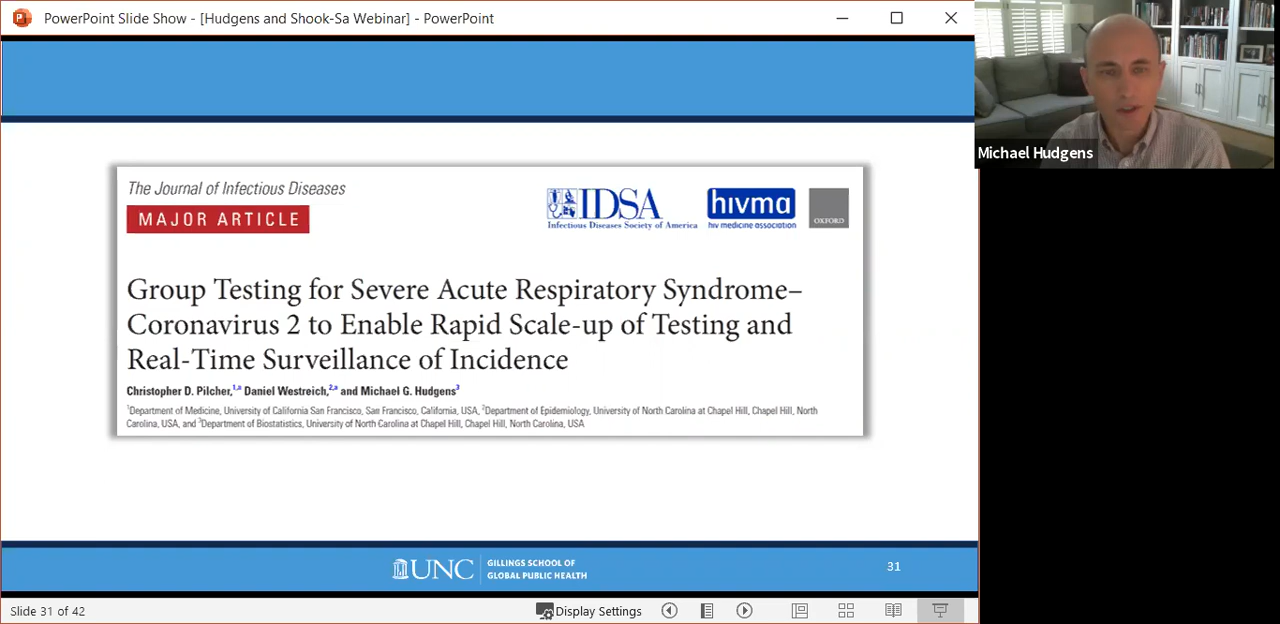 PowerPoint Slide Show - [Hudgens and Shook-Sa Webinar] - PowerPoint
Michael Hudgens
The Journal of Infectious Diseases
MAJOR ARTICLE
IDSA
Infectious Diseases Society of America
hivma
hiv medicine association
OXFORD
Group Testing for Severe Acute Respiratory Syndrome–
Coronavirus 2 to Enable Rapid Scale-up of Testing and
Real-Time Surveillance of Incidence
Christopher D. Pilcher,1,a Daniel Westreich,2,a and Michael G. Hudgens3
1Department of Medicine, University of California San Francisco, San Francisco, California, USA, 2Department of Epidemiology, University of North Carolina at Chapel Hill, Chapel Hill, North
Carolina, USA, and 3Department of Biostatistics, University of North Carolina at Chapel Hill, Chapel Hill, North Carolina, USA
UNC
GILLINGS SCHOOL OF
GLOBAL PUBLIC HEALTH
31
Slide 31 of 42
Display Settings